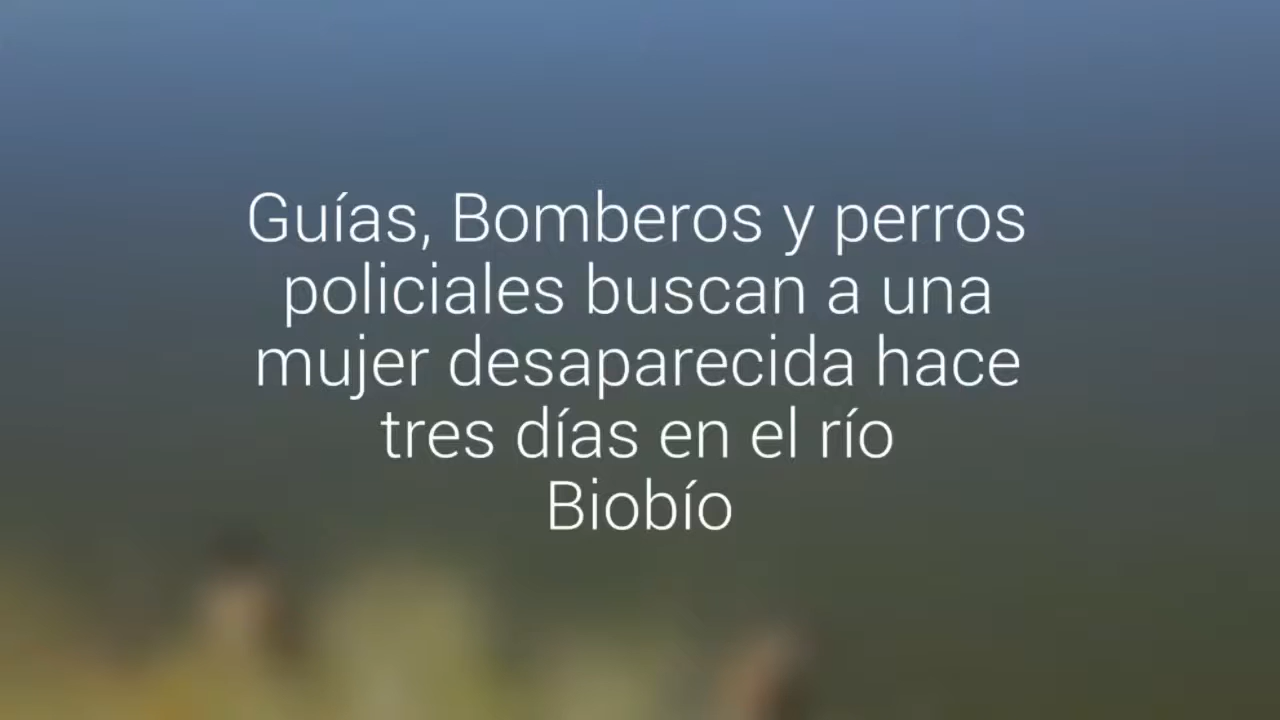 Guías, Bomberos y perros
policiales buscan a una
mujer desaparecida hace
tres días en el río
Biobío